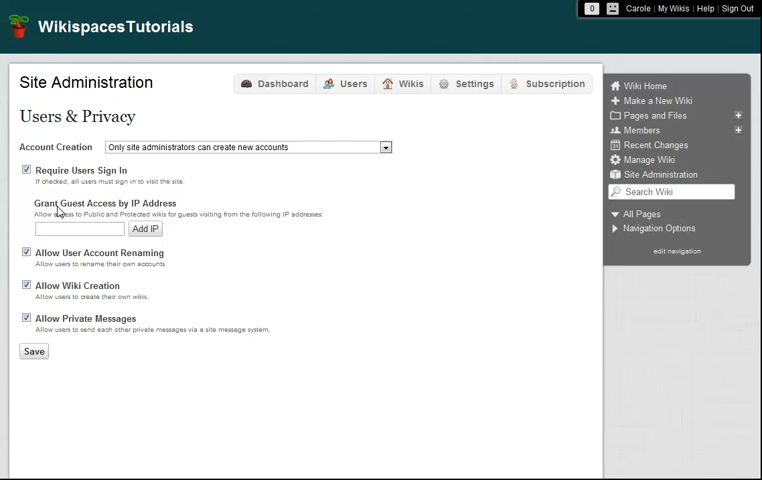 0 Carole | My Wikis | Help | Sign Out
WikispacesTutorials
Site Administration
Dashboard Users Wikis Settings Subscription
Users & Privacy
Account Creation Only site administrators can create new accounts
Require Users Sign In
If checked, all users must sign in to visit the site.
Grant Guest Access by IP Address
Allow access to Public and Protected wikis for guests visiting from the following IP addresses:
Add IP
Allow User Account Renaming
Allow users to rename their own accounts.
Allow Wiki Creation
Allow users to create their own wikis.
Allow Private Messages
Allow users to send each other private messages via a site message system.
Save
Wiki Home
Make a New Wiki
Pages and Files
Members
Recent Changes
Manage Wiki
Site Administration
Search Wiki
All Pages
Navigation Options
edit navigation